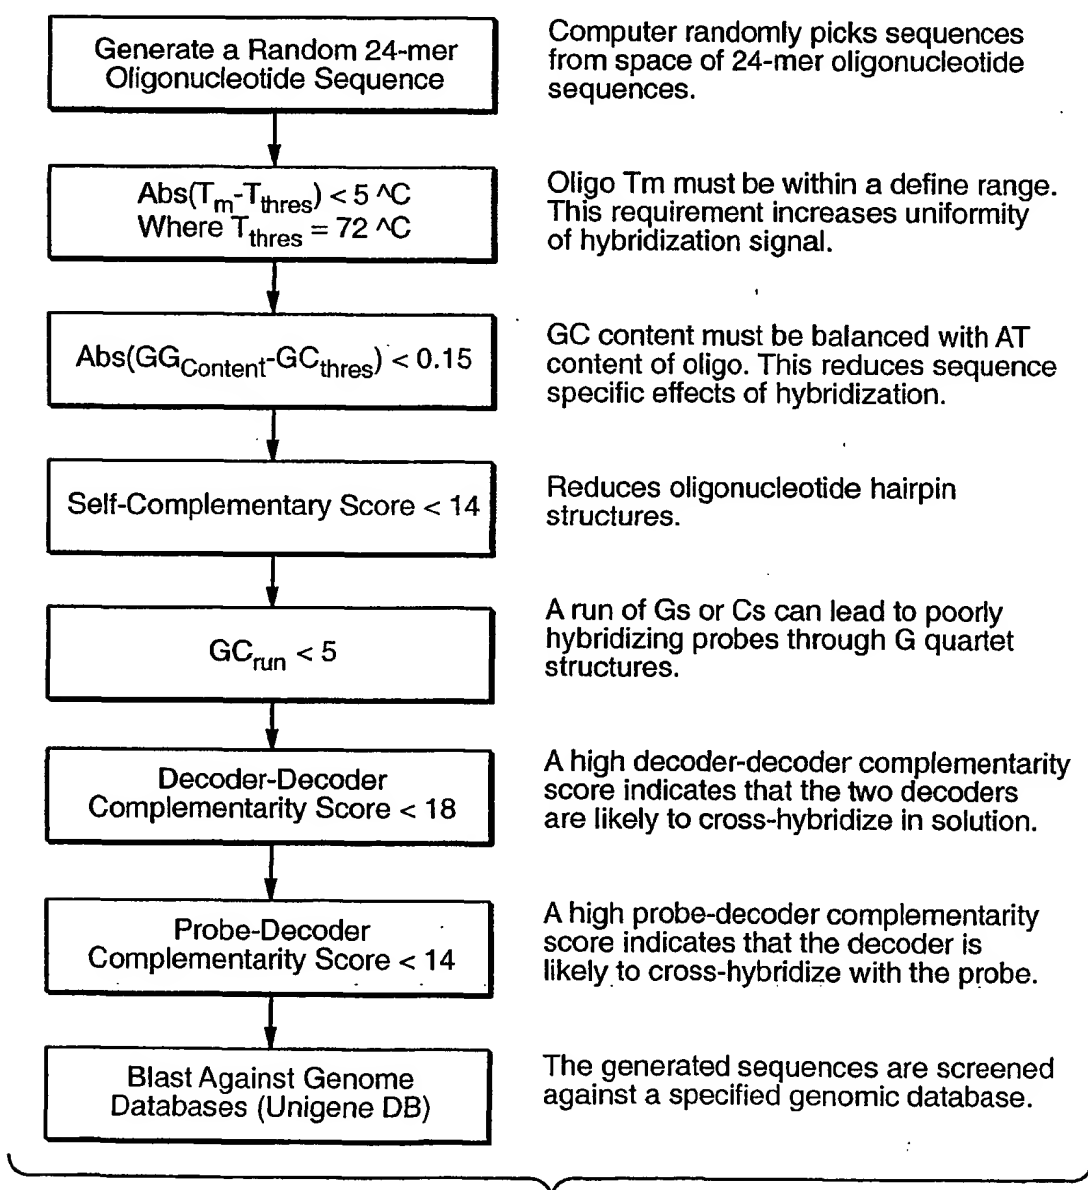 Generate a Random 24-mer
Oligonucleotide Sequence
Computer randomly picks sequences
from space of 24-mer oligonucleotide
sequences.
Abs(Tm-Tthres) < 5 ^C
Where Tthres = 72 ^C
Oligo Tm must be within a define range.
This requirement increases uniformity
of hybridization signal.
Abs(GGContent-GCthres) < 0.15
GC content must be balanced with AT
content of oligo. This reduces sequence
specific effects of hybridization.
Self-Complementary Score < 14
Reduces oligonucleotide hairpin
structures.
GCrun < 5
A run of Gs or Cs can lead to poorly
hybridizing probes through G quartet
structures.
Decoder-Decoder
Complementarity Score < 18
A high decoder-decoder complementarity
score indicates that the two decoders
are likely to cross-hybridize in solution.
Probe-Decoder
Complementarity Score < 14
A high probe-decoder complementarity
score indicates that the decoder is
likely to cross-hybridize with the probe.
Blast Against Genome
Databases (Unigene DB)
The generated sequences are screened
against a specified genomic database.